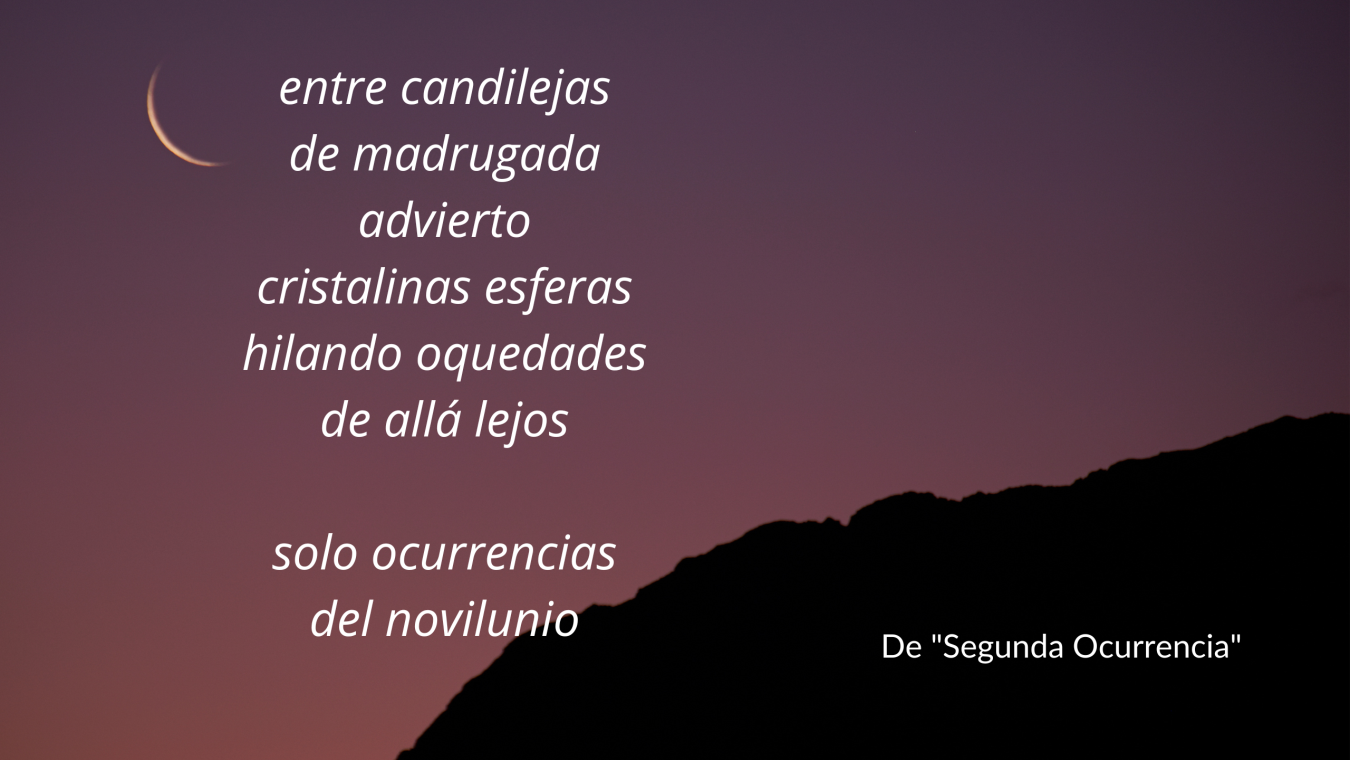 entre candilejas
de madrugada
advierto
cristalinas esferas
hilando oquedades
de allá lejos
solo ocurrencias
del novilunio
De "Segunda Ocurrencia"